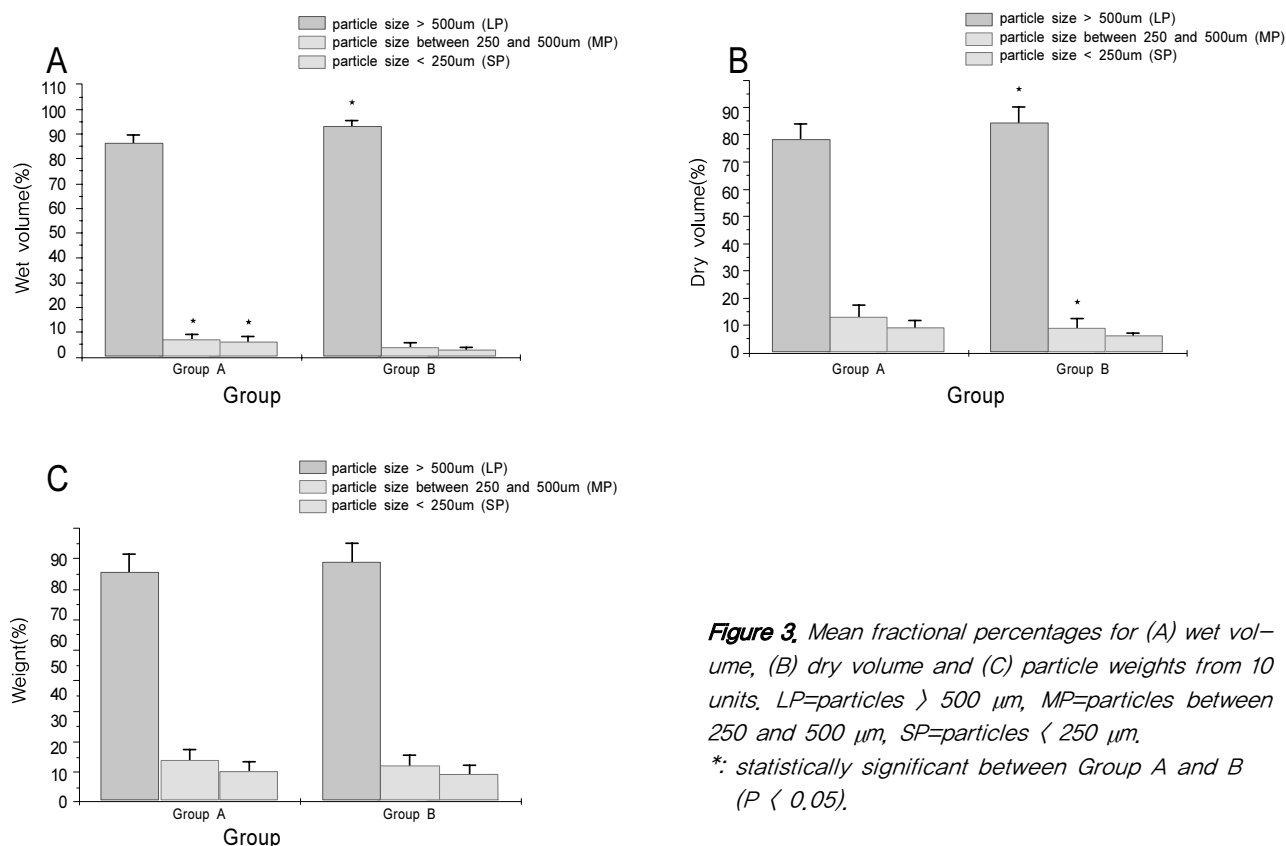 A
particle size > 500um (LP)
particle size between 250 and 500um (MP)
particle size < 250um (SP)
Wet volume(%)
110
100
90
80
70
60
50
40
30
20
10
0
*
*
*
Group A
Group B
Group
B
particle size > 500um (LP)
particle size between 250 and 500um (MP)
particle size < 250um (SP)
Dry volume(%)
90
80
70
60
50
40
30
20
10
0
*
*
Group A
Group B
Group
C
particle size > 500um (LP)
particle size between 250 and 500um (MP)
particle size < 250um (SP)
Weignt(%)
90
80
70
60
50
40
30
20
10
0
Group A
Group B
Group
Figure 3. Mean fractional percentages for (A) wet vol-
ume, (B) dry volume and (C) particle weights from 10
units. LP=particles 〉 500 μm, MP=particles between
250 and 500 μm, SP=particles 〈 250 μm.
*: statistically significant between Group A and B
(P 〈 0.05).